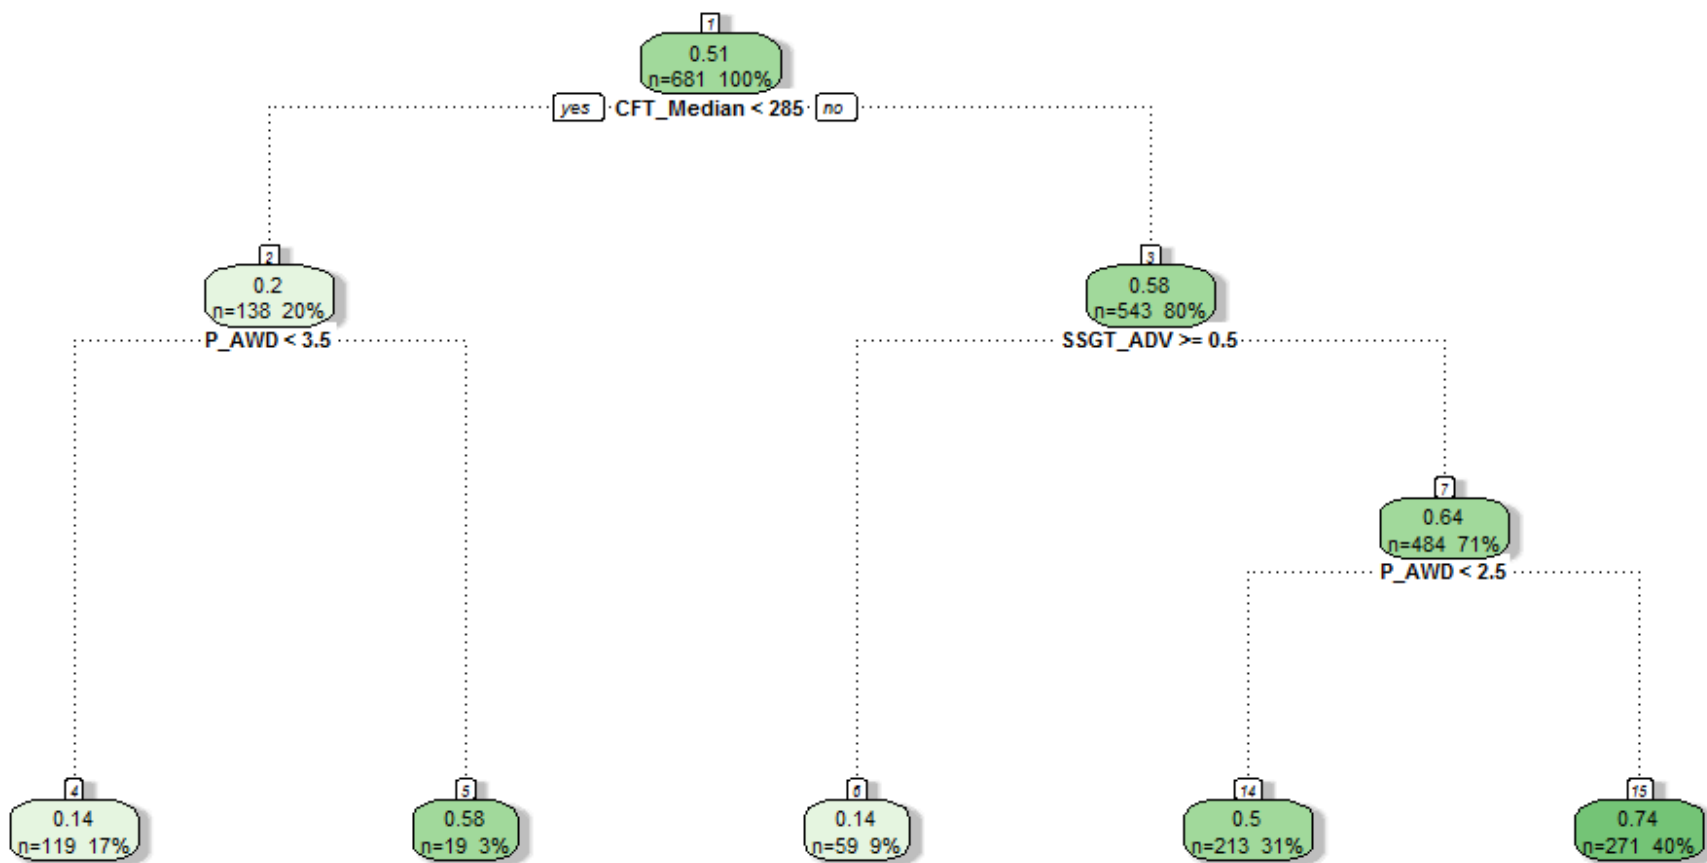 1
0.51
n=681 100%
yes CFT_Median < 285 no
2
0.2
n=138 20%
P_AWD < 3.5
3
0.58
n=543 80%
SSGT_ADV >= 0.5
7
0.64
n=484 71%
P_AWD < 2.5
4
0.14
n=119 17%
5
0.58
n=19 3%
6
0.14
n=59 9%
14
0.5
n=213 31%
15
0.74
n=271 40%